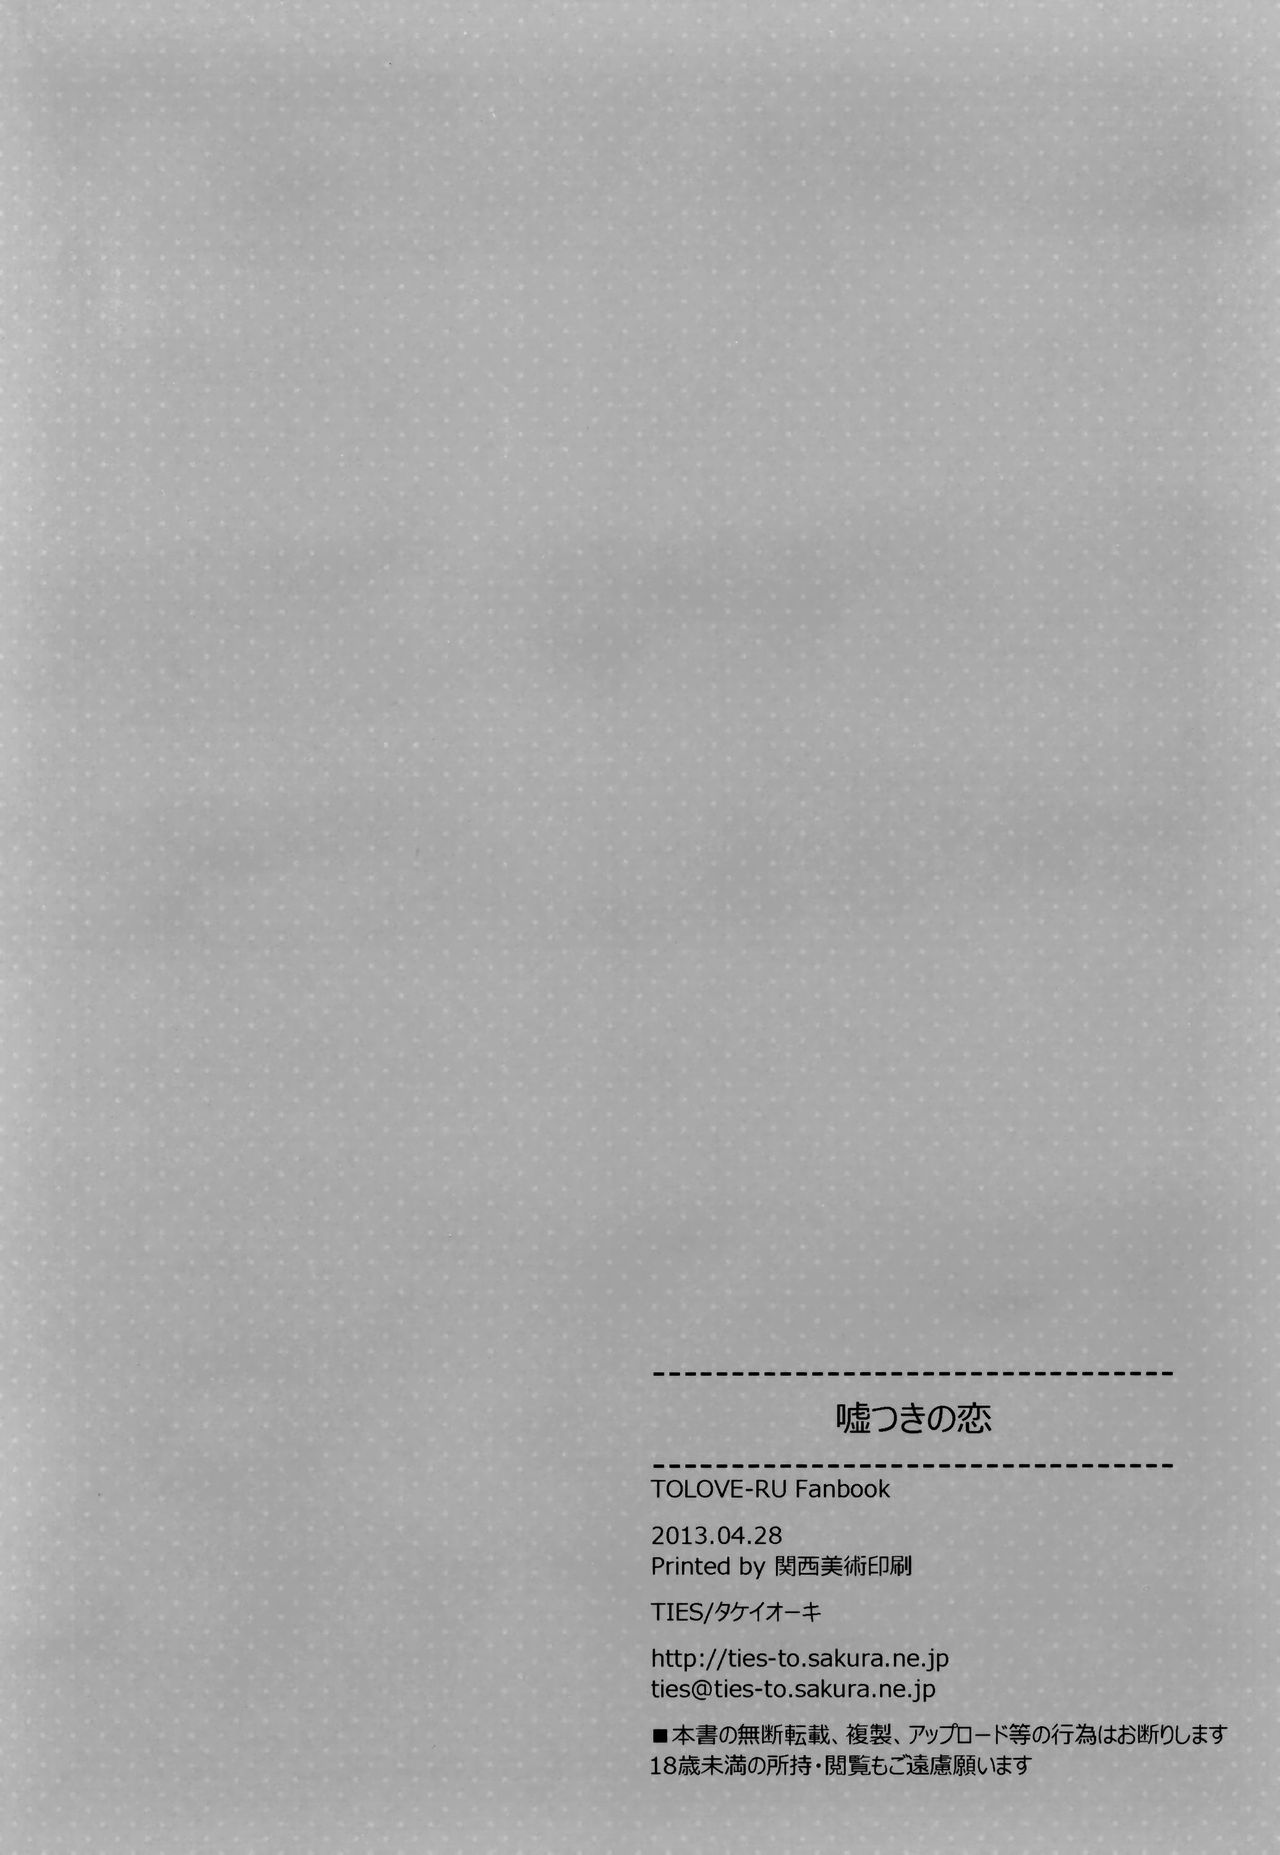 嘘つきの恋
TOLOVE-RU Fanbook
2013.04.28
Printed by 関西美術印刷
TIES/タケイオーキ
http://ties-to.sakura.ne.jp
ties@ties-to.sakura.ne.jp
■本書の無断転載、複製、アップロード等の行為はお断りします
18歳未満の所持・閲覧もご遠慮願います